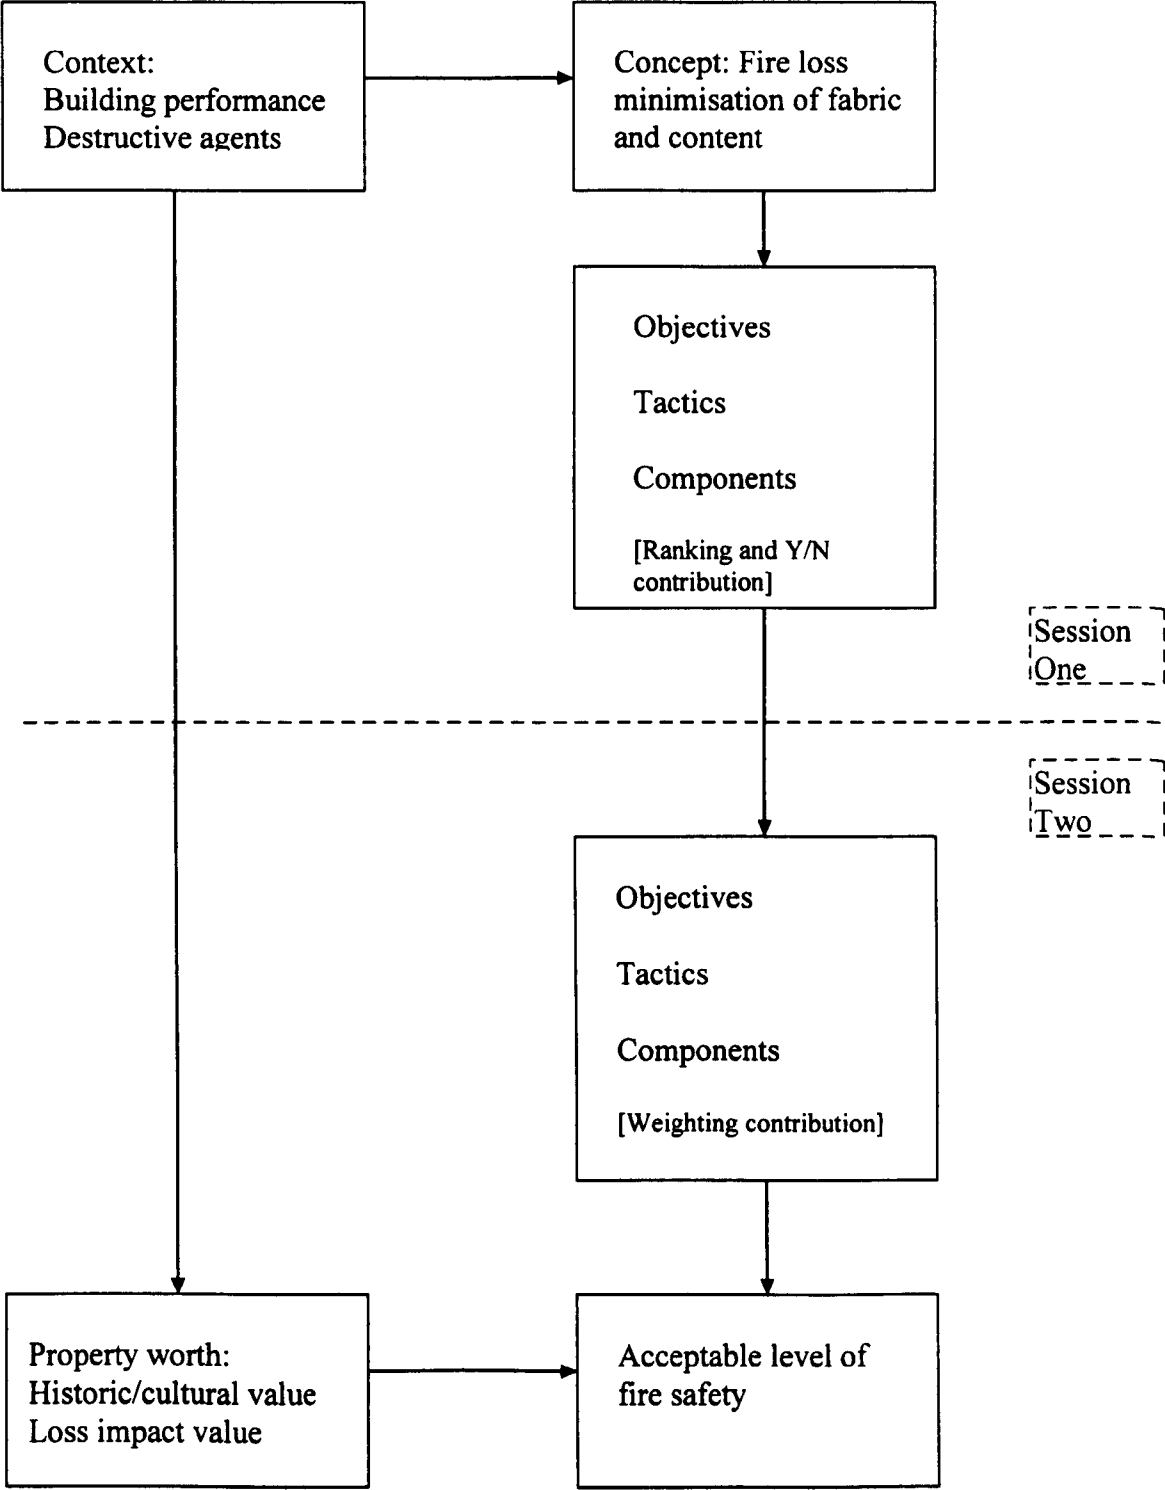 Context:
Building performance
Destructive agents
Concept: Fire loss
minimisation of fabric
and content
Objectives
Tactics
Components
[Ranking and Y/N
contribution]
Session
One
Session
Two
Objectives
Tactics
Components
[Weighting contribution]
Property worth:
Historic/cultural value
Loss impact value
Acceptable level of
fire safety